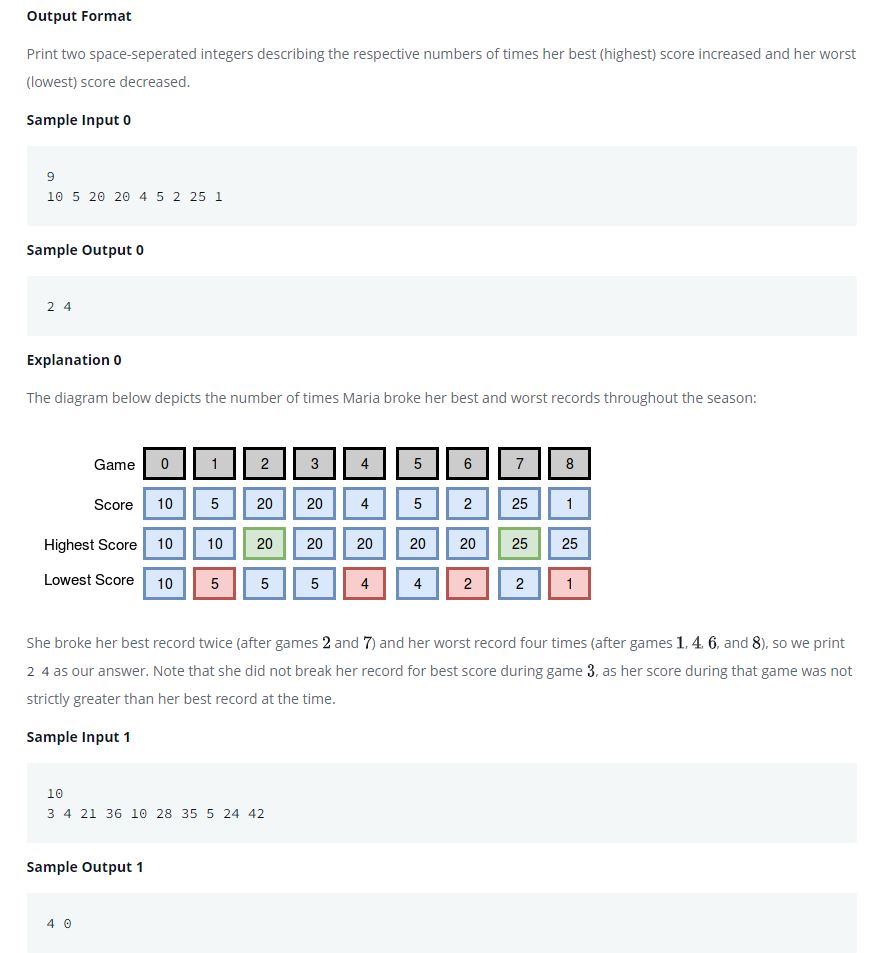 Output Format
Print two space-seperated integers describing the respective numbers of times her best (highest) score increased and her worst
(lowest) score decreased.
Sample Input 0
9
10 5 20 20 4 5 2 25 1
Sample Output 0
2 4
Explanation 0
The diagram below depicts the number of times Maria broke her best and worst records throughout the season:
Game 0 1 2 3 4 5 6 7 8
Score 10 5 20 20 4 5 2 25 1
Highest Score 10 10 20 20 20 20 20 25 25
Lowest Score 10 5 5 5 4 4 2 2 1
She broke her best record twice (after games 2 and 7) and her worst record four times (after games 1, 4, 6, and 8), so we print
2 4 as our answer. Note that she did not break her record for best score during game 3, as her score during that game was not
strictly greater than her best record at the time.
Sample Input 1
10
3 4 21 36 10 28 35 5 24 42
Sample Output 1
4 0